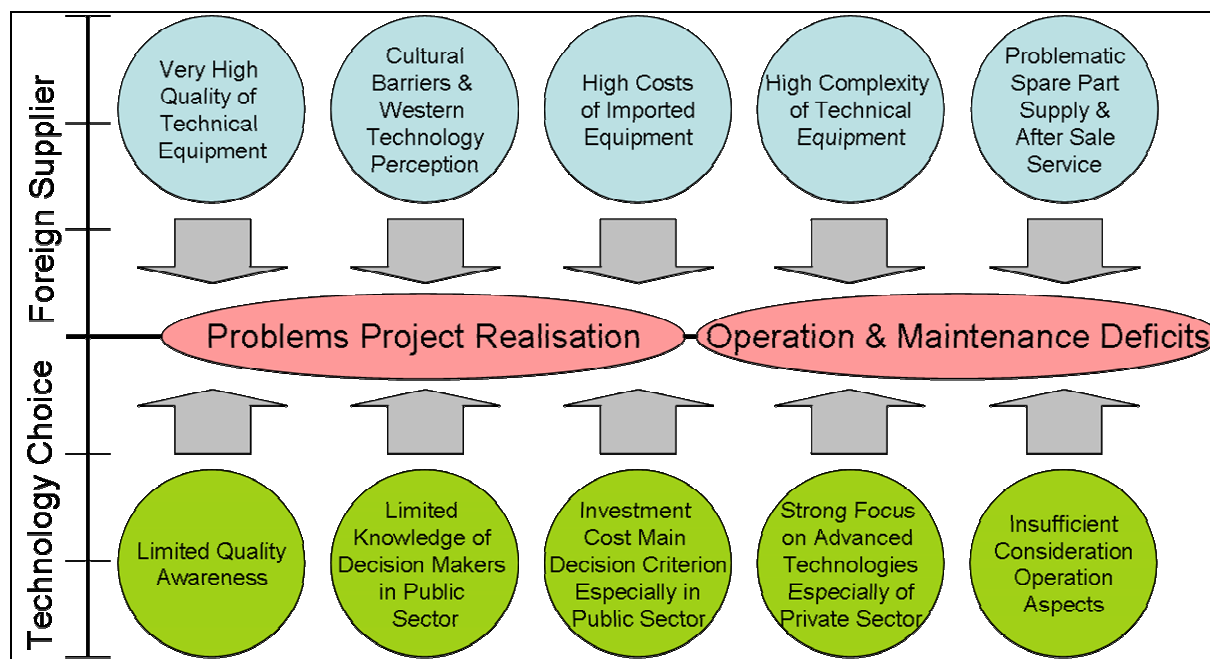 Foreign Supplier
Very High
Quality of
Technical
Equipment
Cultural
Barriers &
Western
Technology
Perception
High Costs
of Imported
Equipment
High Complexity
of Technical
Equipment
Problematic
Spare Part
Supply &
After Sale
Service
Problems Project Realisation
Operation & Maintenance Deficits
Technology Choice
Limited Quality
Awareness
Limited
Knowledge of
Decision Makers
in Public
Sector
Investment
Cost Main
Decision Criterion
Especially in
Public Sector
Strong Focus
on Advanced
Technologies
Especially of
Private Sector
Insufficient
Consideration
Operation
Aspects